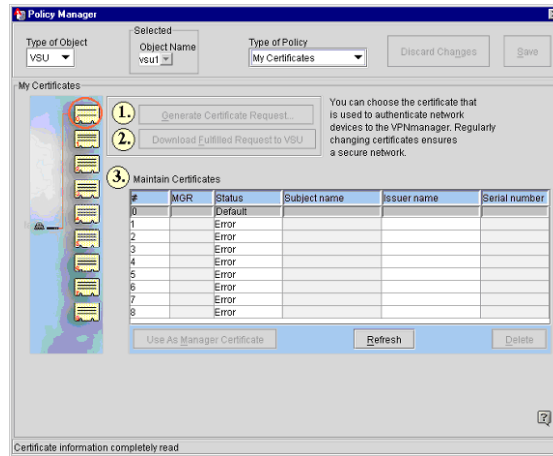 Policy Manager
Type of Object
VSU
Selected
Object Name
vsu1
Type of Policy
My Certificates
Discard Changes
Save
My Certificates
1. Generate Certificate Request...
2. Download Fulfilled Request to VSU
You can choose the certificate that
is used to authenticate network
devices to the VPNmanager. Regularly
changing certificates ensures
a secure network.
3. Maintain Certificates
# MGR Status Subject name Issuer name Serial number
0 Default
1 Error
2 Error
3 Error
4 Error
5 Error
6 Error
7 Error
8 Error
Use As Manager Certificate
Refresh
Delete
?
Certificate information completely read